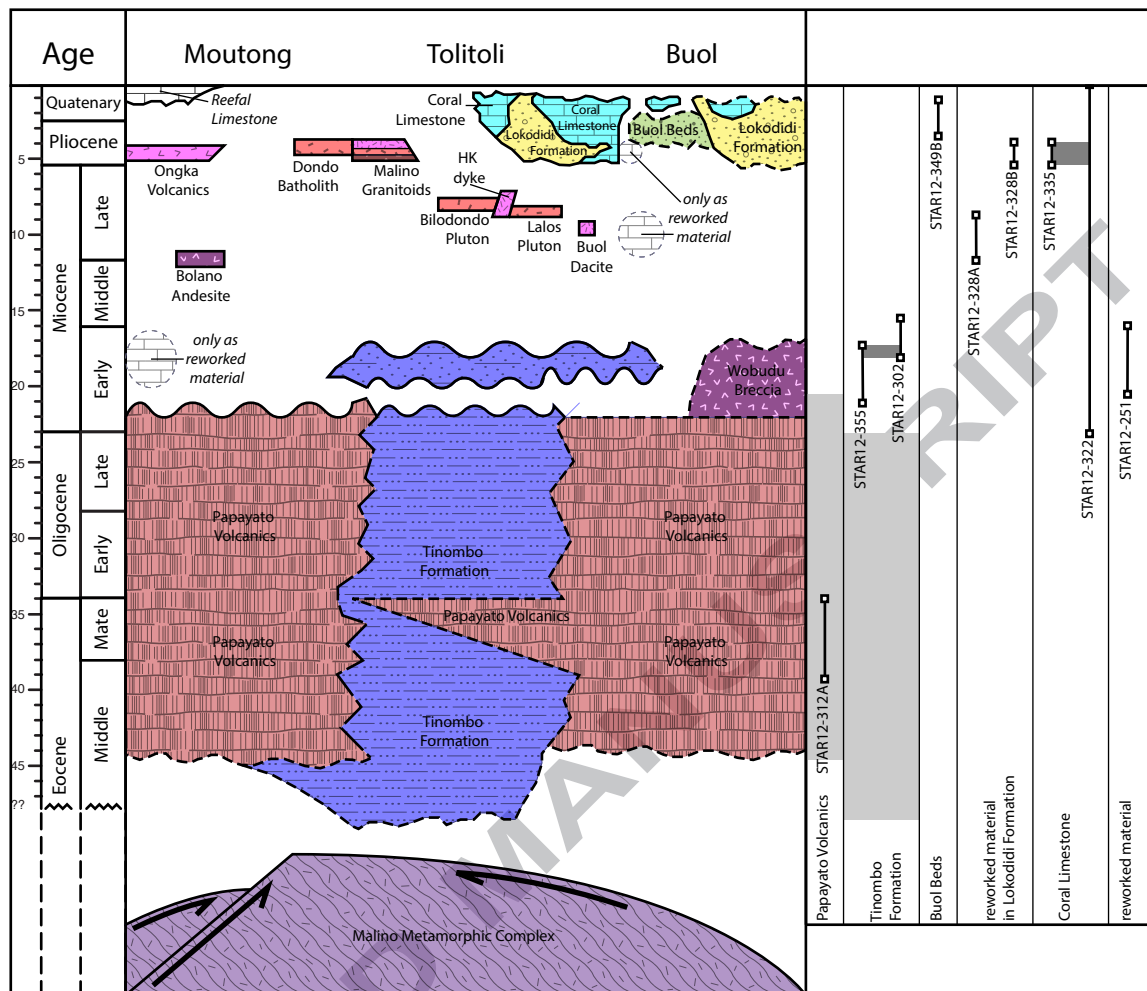 Age
Moutong
Tolitoli
Buol
Quatenary
Pliocene
Miocene
Late
Middle
Early
Oligocene
Late
Early
Eocene
Mate
Middle
5
10
15
20
25
30
35
40
45
??
Reefal
Limestone
Ongka
Volcanics
Dondo
Batholith
Malino
Granitoids
Coral
Limestone
HK
dyke
Lokodidi
Formation
Coral
Limestone
Buol Beds
Lokodidi
Formation
only as
reworked
material
Bilodondo
Pluton
Lalos
Pluton
Buol
Dacite
Bolano
Andesite
only as
reworked
material
Wobudu
Breccia
Papayato
Volcanics
Tinombo
Formation
Papayato
Volcanics
Papayato Volcanics
Papayato
Volcanics
Papayato
Volcanics
Tinombo
Formation
Malino Metamorphic Complex
STAR12-312A
STAR12-355
STAR12-302
STAR12-349B
STAR12-328A
STAR12-328B
STAR12-335
STAR12-322
STAR12-251
Papayato Volcanics
Tinombo
Formation
Buol Beds
reworked material
in Lokodidi Formation
Coral Limestone
reworked material
D MANUS
RIPT